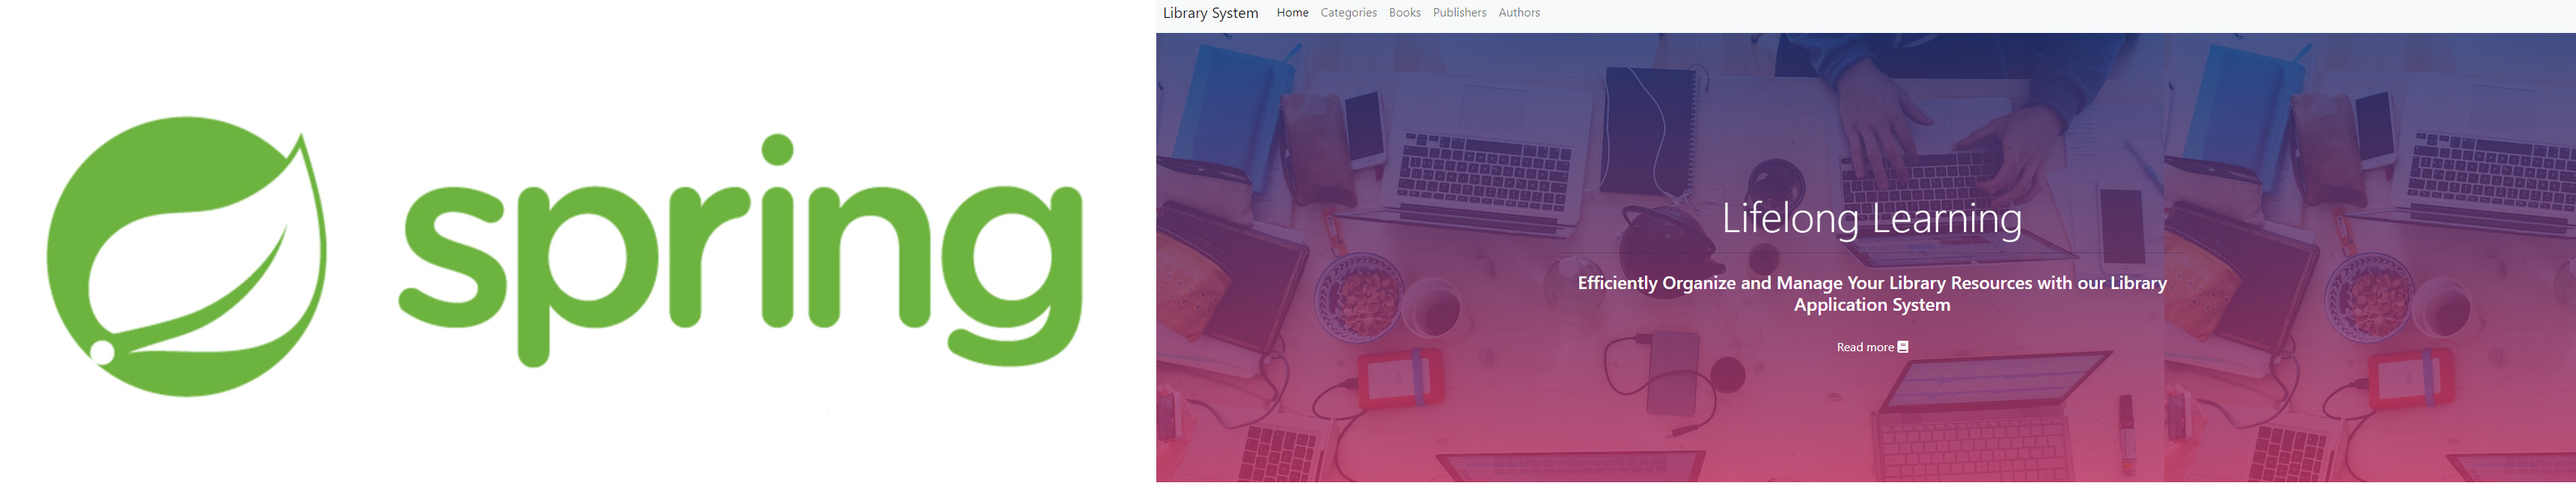 spring
Library System Home Categories Books Publishers Authors
Lifelong Learning
Efficiently Organize and Manage Your Library Resources with our Library
Application System
Read more